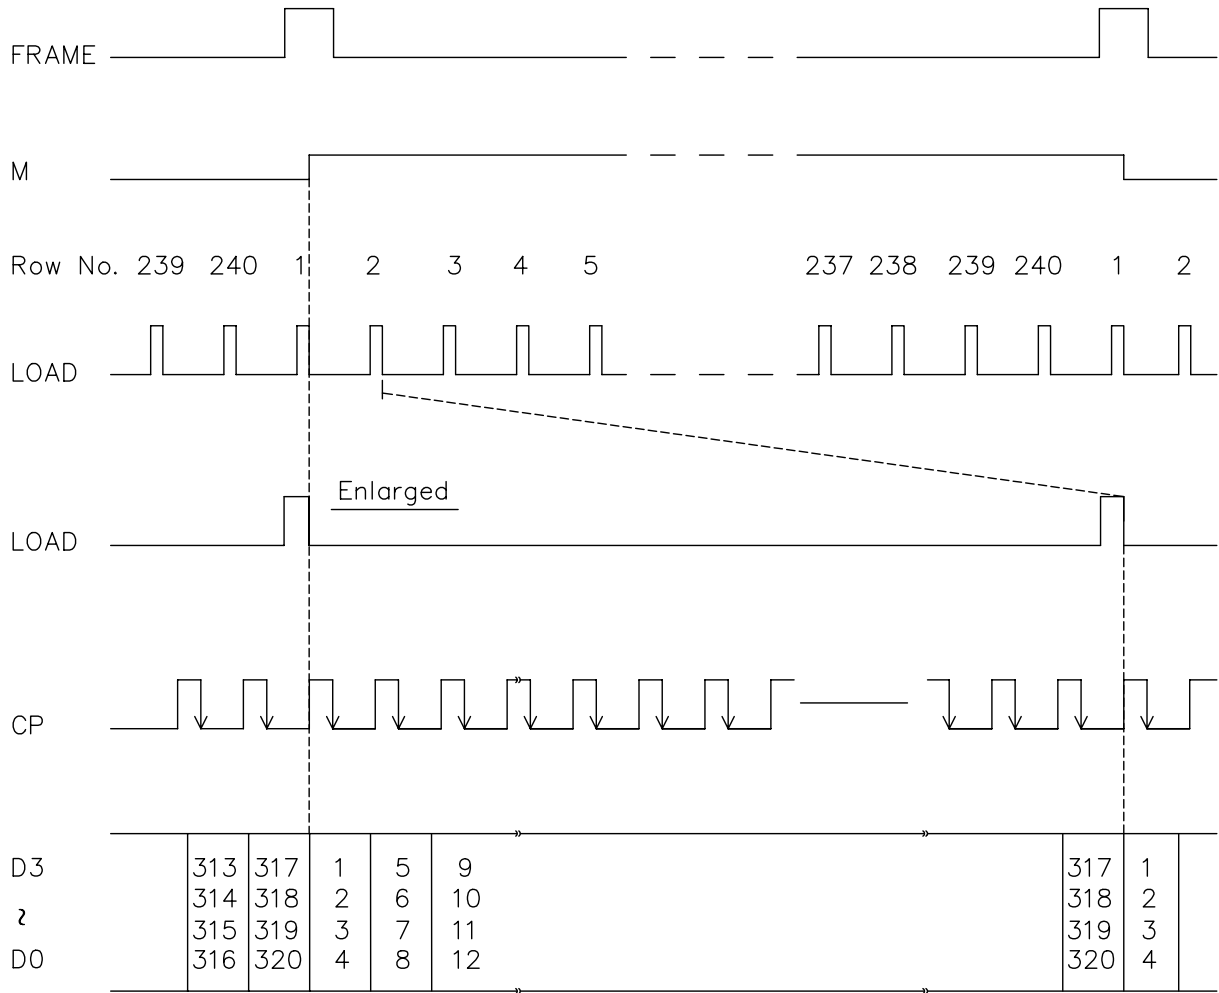 FRAME
M
Row No. 239 240 1 2 3 4 5 237 238 239 240 1 2
LOAD
Enlarged
LOAD
CP
D3 313 317 1 5 9 317 1
314 318 2 6 10 318 2
~ 315 319 3 7 11 319 3
D0 316 320 4 8 12 320 4